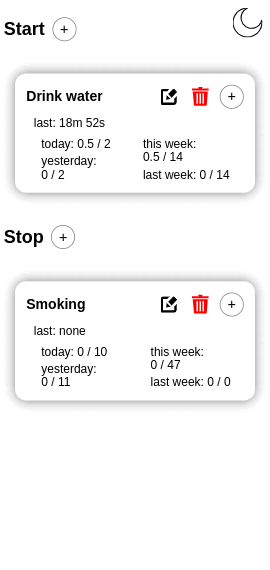 Start +
Drink water +
last: 18m 52s
today: 0.5 / 2
yesterday:
0 / 2
this week:
0.5 / 14
last week: 0 / 14
Stop +
Smoking +
last: none
today: 0 / 10
yesterday:
0 / 11
this week:
0 / 47
last week: 0 / 0